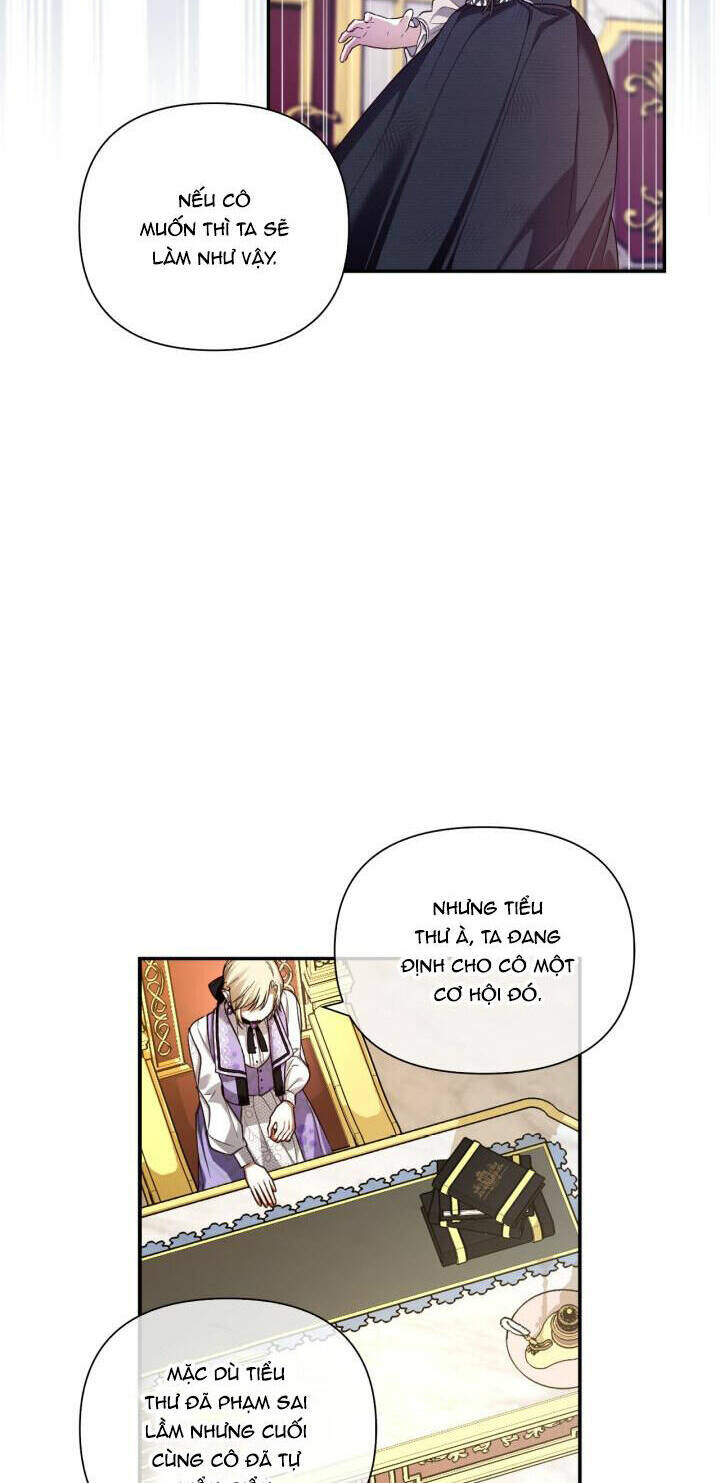 NẾU CÔ
MUỐN THÌ TA SẼ
LÀM NHƯ VẬY.
NHƯNG TIỂU
THƯ À, TA ĐANG
ĐỊNH CHO CÔ MỘT
CƠ HỘI ĐÓ.
MẶC DÙ TIỂU
THƯ ĐÃ PHẠM SAI
LẦM NHƯNG CUỐI
CÙNG CÔ ĐÃ TỰ